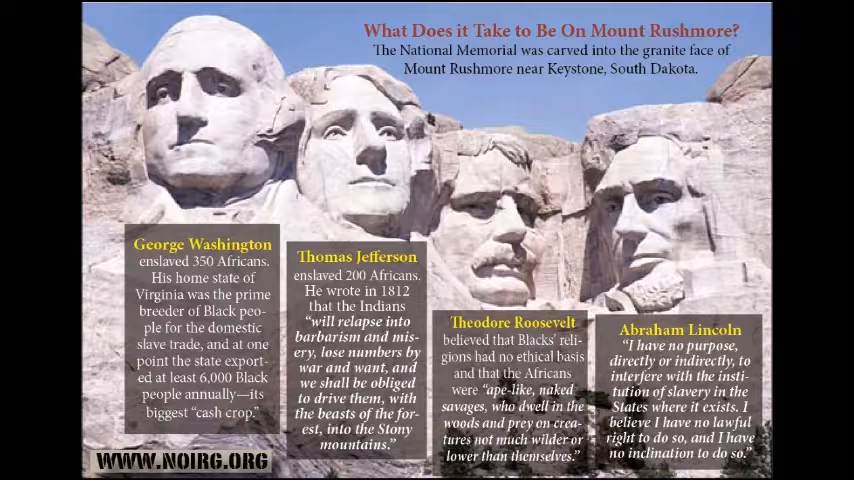 What Does it Take to Be On Mount Rushmore?
The National Memorial was carved into the granite face of
Mount Rushmore near Keystone, South Dakota.
George Washington
enslaved 350 Africans.
His home state of
Virginia was the prime
breeder of Black peo-
ple for the domestic
slave trade, and at one
point the state export-
ed at least 6,000 Black
people annually—its
biggest “cash crop.”
Thomas Jefferson
enslaved 200 Africans.
He wrote in 1812
that the Indians
“will relapse into
barbarism and mis-
ery, lose numbers by
war and want, and
we shall be obliged
to drive them, with
the beasts of the for-
est, into the Stony
mountains.”
Theodore Roosevelt
believed that Blacks’ reli-
gions had no ethical basis
and that the Africans
were “ape-like, naked
savages, who dwell in the
woods and prey on crea-
tures not much wilder or
lower than themselves.”
Abraham Lincoln
“I have no purpose,
directly or indirectly, to
interfere with the insti-
tution of slavery in the
States where it exists. I
believe I have no lawful
right to do so, and I have
no inclination to do so.”
WWW.NOIRG.ORG